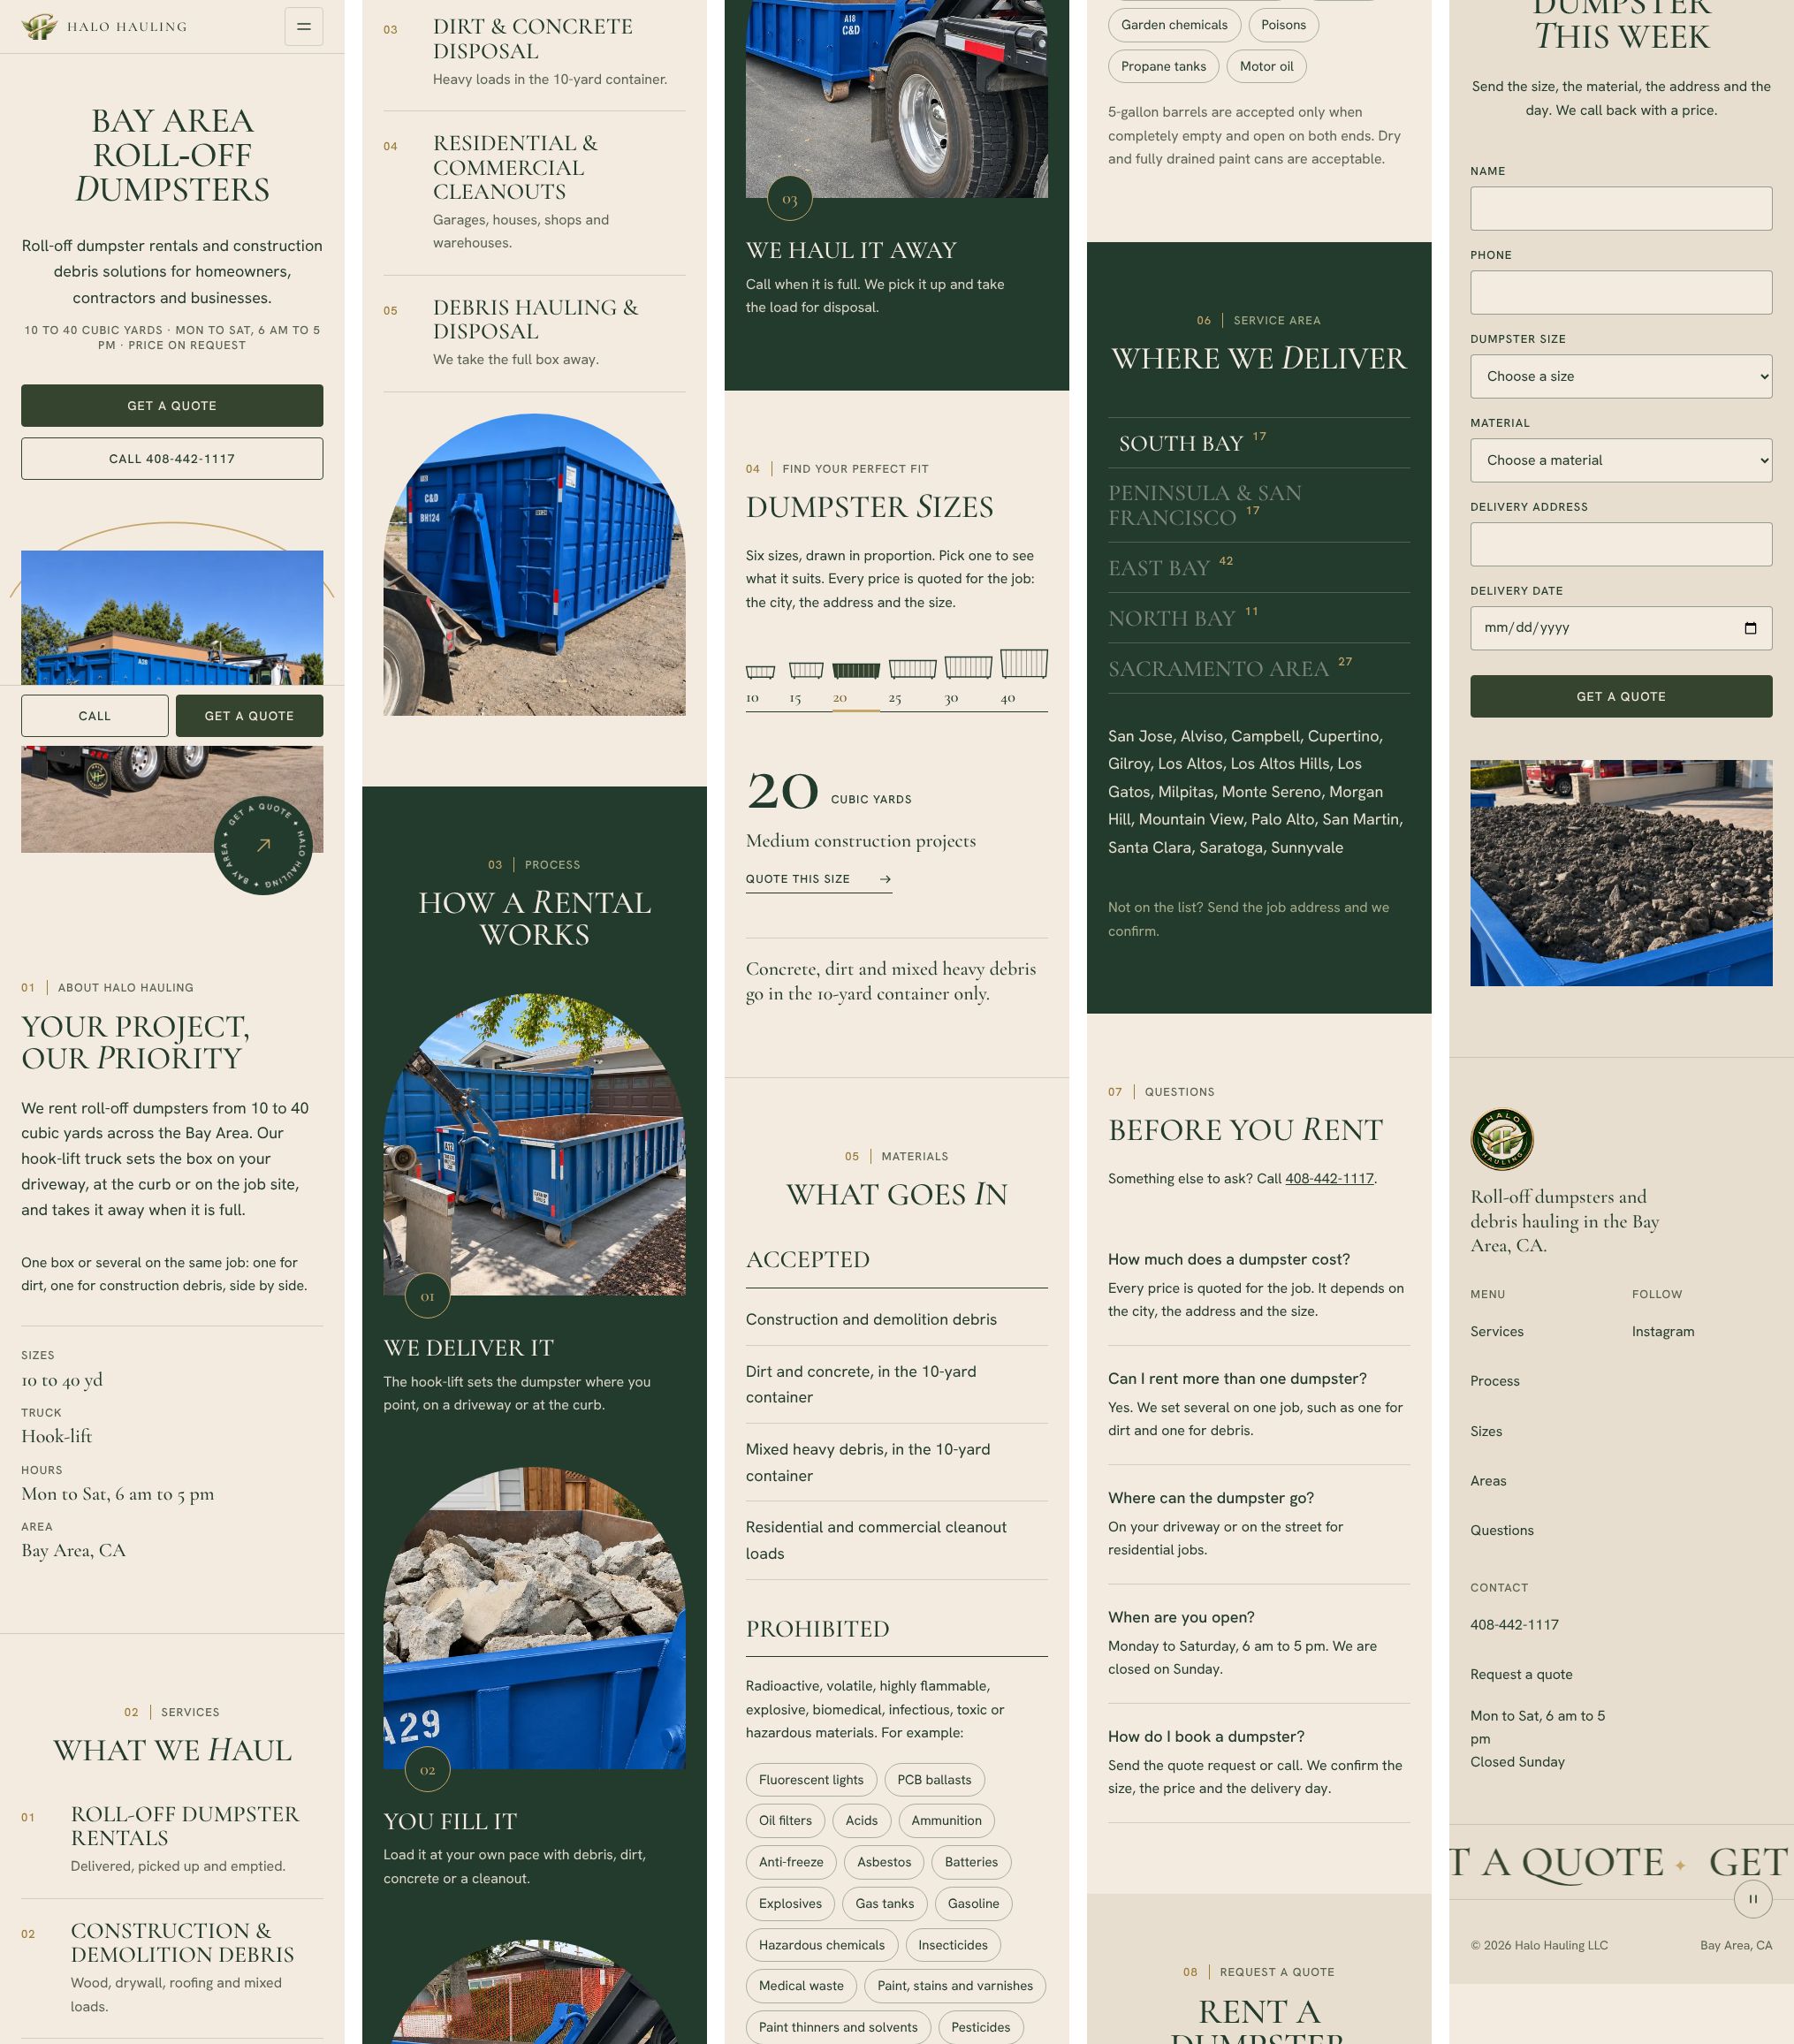 HALO HAULING
BAY AREA
ROLL-OFF
DUMPSTERS
Roll-off dumpster rentals and construction
debris solutions for homeowners,
contractors and businesses.
10 TO 40 CUBIC YARDS · MON TO SAT, 6 AM TO 5
PM · PRICE ON REQUEST
GET A QUOTE
CALL 408-442-1117
A28
CALL
GET A QUOTE
GET A QUOTE ✦ HALO HAULING ✦ BAY AREA ✦
01 | ABOUT HALO HAULING
YOUR PROJECT,
OUR PRIORITY
We rent roll-off dumpsters from 10 to 40
cubic yards across the Bay Area. Our
hook-lift truck sets the box on your
driveway, at the curb or on the job site,
and takes it away when it is full.
One box or several on the same job: one for
dirt, one for construction debris, side by side.
SIZES
10 to 40 yd
TRUCK
Hook-lift
HOURS
Mon to Sat, 6 am to 5 pm
AREA
Bay Area, CA
02 | SERVICES
WHAT WE HAUL
01 ROLL-OFF DUMPSTER
RENTALS
Delivered, picked up and emptied.
02 CONSTRUCTION &
DEMOLITION DEBRIS
Wood, drywall, roofing and mixed
loads.
03 DIRT & CONCRETE
DISPOSAL
Heavy loads in the 10-yard container.
04 RESIDENTIAL &
COMMERCIAL
CLEANOUTS
Garages, houses, shops and
warehouses.
05 DEBRIS HAULING &
DISPOSAL
We take the full box away.
C&D
BH124
03 | PROCESS
HOW A RENTAL
WORKS
A12
01
WE DELIVER IT
The hook-lift sets the dumpster where you
point, on a driveway or at the curb.
A29
02
YOU FILL IT
Load it at your own pace with debris, dirt,
concrete or a cleanout.
A18
C&D
03
WE HAUL IT AWAY
Call when it is full. We pick it up and take
the load for disposal.
04 | FIND YOUR PERFECT FIT
DUMPSTER SIZES
Six sizes, drawn in proportion. Pick one to see
what it suits. Every price is quoted for the job:
the city, the address and the size.
10 15 20 25 30 40
20 CUBIC YARDS
Medium construction projects
QUOTE THIS SIZE →
Concrete, dirt and mixed heavy debris
go in the 10-yard container only.
05 | MATERIALS
WHAT GOES IN
ACCEPTED
Construction and demolition debris
Dirt and concrete, in the 10-yard
container
Mixed heavy debris, in the 10-yard
container
Residential and commercial cleanout
loads
PROHIBITED
Radioactive, volatile, highly flammable,
explosive, biomedical, infectious, toxic or
hazardous materials. For example:
Fluorescent lights PCB ballasts
Oil filters Acids Ammunition
Anti-freeze Asbestos Batteries
Explosives Gas tanks Gasoline
Hazardous chemicals Insecticides
Medical waste Paint, stains and varnishes
Paint thinners and solvents Pesticides
Garden chemicals Poisons
Propane tanks Motor oil
5-gallon barrels are accepted only when
completely empty and open on both ends. Dry
and fully drained paint cans are acceptable.
06 | SERVICE AREA
WHERE WE DELIVER
SOUTH BAY 17
PENINSULA & SAN
FRANCISCO 17
EAST BAY 42
NORTH BAY 11
SACRAMENTO AREA 27
San Jose, Alviso, Campbell, Cupertino,
Gilroy, Los Altos, Los Altos Hills, Los
Gatos, Milpitas, Monte Sereno, Morgan
Hill, Mountain View, Palo Alto, San Martin,
Santa Clara, Saratoga, Sunnyvale
Not on the list? Send the job address and we
confirm.
07 | QUESTIONS
BEFORE YOU RENT
Something else to ask? Call 408-442-1117.
How much does a dumpster cost?
Every price is quoted for the job. It depends on
the city, the address and the size.
Can I rent more than one dumpster?
Yes. We set several on one job, such as one for
dirt and one for debris.
Where can the dumpster go?
On your driveway or on the street for
residential jobs.
When are you open?
Monday to Saturday, 6 am to 5 pm. We are
closed on Sunday.
How do I book a dumpster?
Send the quote request or call. We confirm the
size, the price and the delivery day.
08 | REQUEST A QUOTE
RENT A
DUMPSTER
THIS WEEK
Send the size, the material, the address and the
day. We call back with a price.
NAME
PHONE
DUMPSTER SIZE
Choose a size
MATERIAL
Choose a material
DELIVERY ADDRESS
DELIVERY DATE
mm/dd/yyyy
GET A QUOTE
HALO HAULING
Roll-off dumpsters and
debris hauling in the Bay
Area, CA.
MENU FOLLOW
Services Instagram
Process
Sizes
Areas
Questions
CONTACT
408-442-1117
Request a quote
Mon to Sat, 6 am to 5
pm
Closed Sunday
T A QUOTE ✦ GET
© 2026 Halo Hauling LLC Bay Area, CA